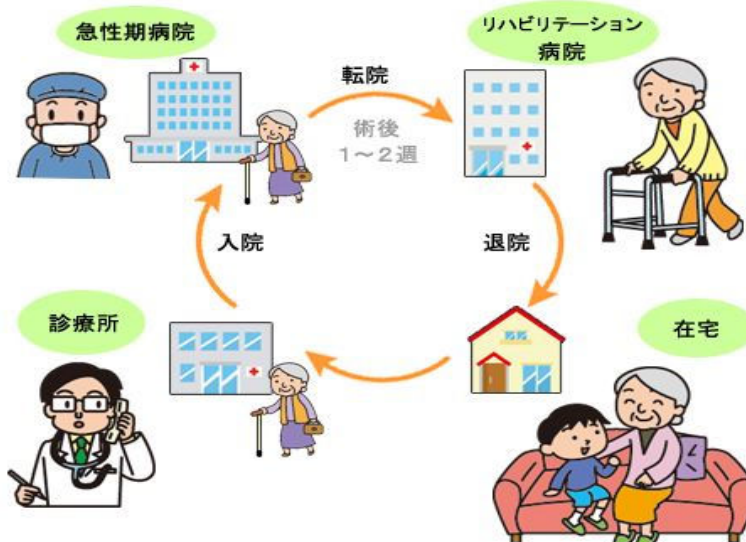 急性期病院
リハビリテーション
病院
転院
術後
1～2週
入院
退院
診療所
在宅